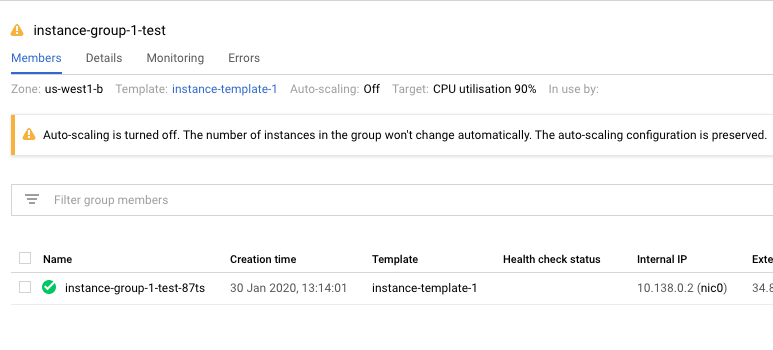 instance-group-1-test
Members Details Monitoring Errors
Zone: us-west1-b Template: instance-template-1 Auto-scaling: Off Target: CPU utilisation 90% In use by:
Auto-scaling is turned off. The number of instances in the group won't change automatically. The auto-scaling configuration is preserved.
Filter group members
Name Creation time Template Health check status Internal IP Exte
instance-group-1-test-87ts 30 Jan 2020, 13:14:01 instance-template-1 10.138.0.2 (nic0) 34.8